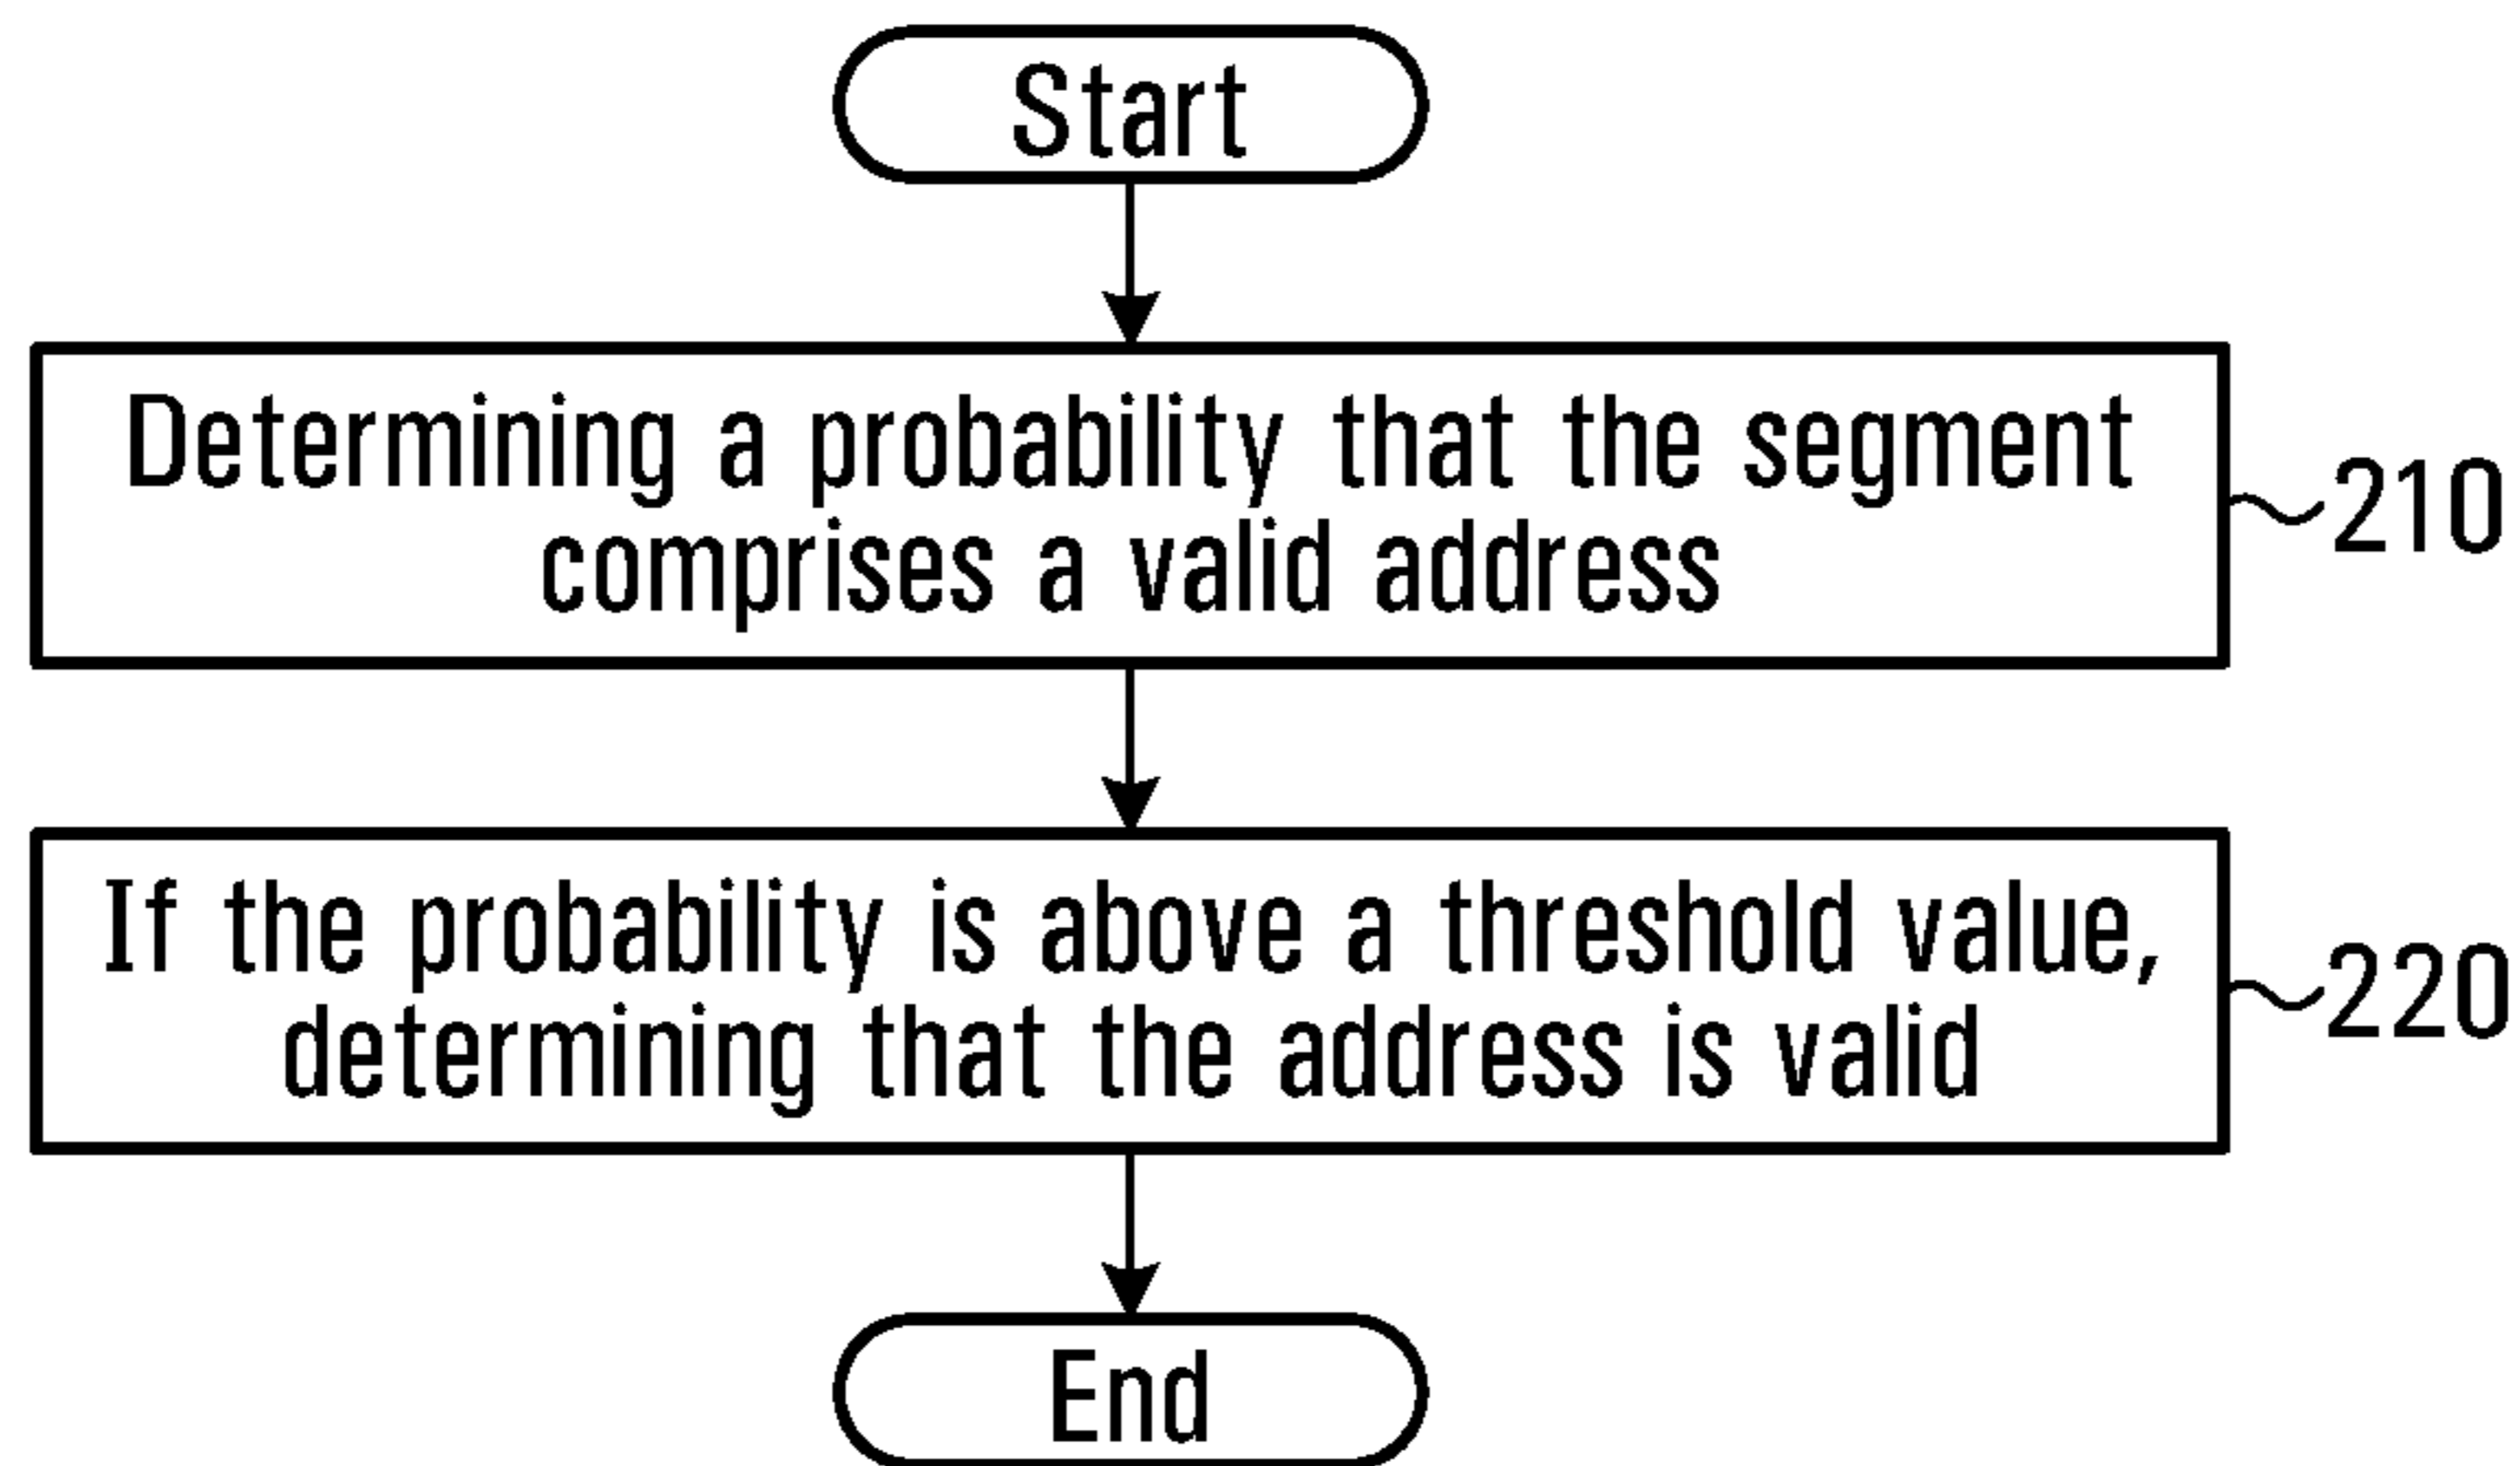 Start
Determining a probability that the segment
comprises a valid address
210
If the probability is above a threshold value,
determining that the address is valid
220
End